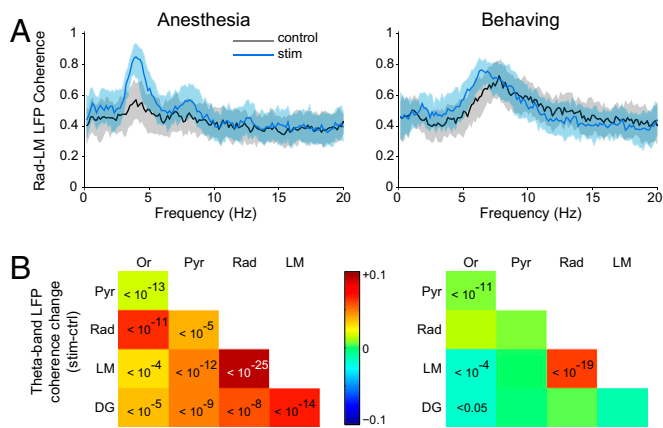 A
Anesthesia
Behaving
Rad-LM LFP Coherence
1
0.8
0.6
0.4
0.2
0
control
stim
0 5 10 15 20
Frequency (Hz)
1
0.8
0.6
0.4
0.2
0
0 5 10 15 20
Frequency (Hz)
B
Theta-band LFP
coherence change
(stim-ctrl)
Or Pyr Rad LM
Pyr < 10^-13
Rad < 10^-11 < 10^-5
LM < 10^-4 < 10^-12 < 10^-25
DG < 10^-5 < 10^-9 < 10^-8 < 10^-14
+0.1
0
−0.1
Or Pyr Rad LM
Pyr < 10^-11
Rad
LM < 10^-4 < 10^-19
DG <0.05